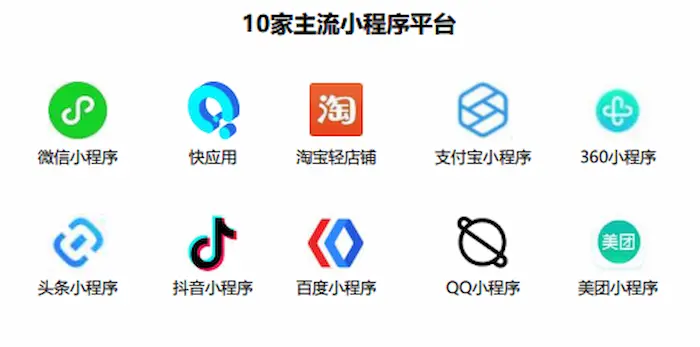 10家主流小程序平台
淘
微信小程序 快应用 淘宝轻店铺 支付宝小程序 360小程序
美团
头条小程序 抖音小程序 百度小程序 QQ小程序 美团小程序